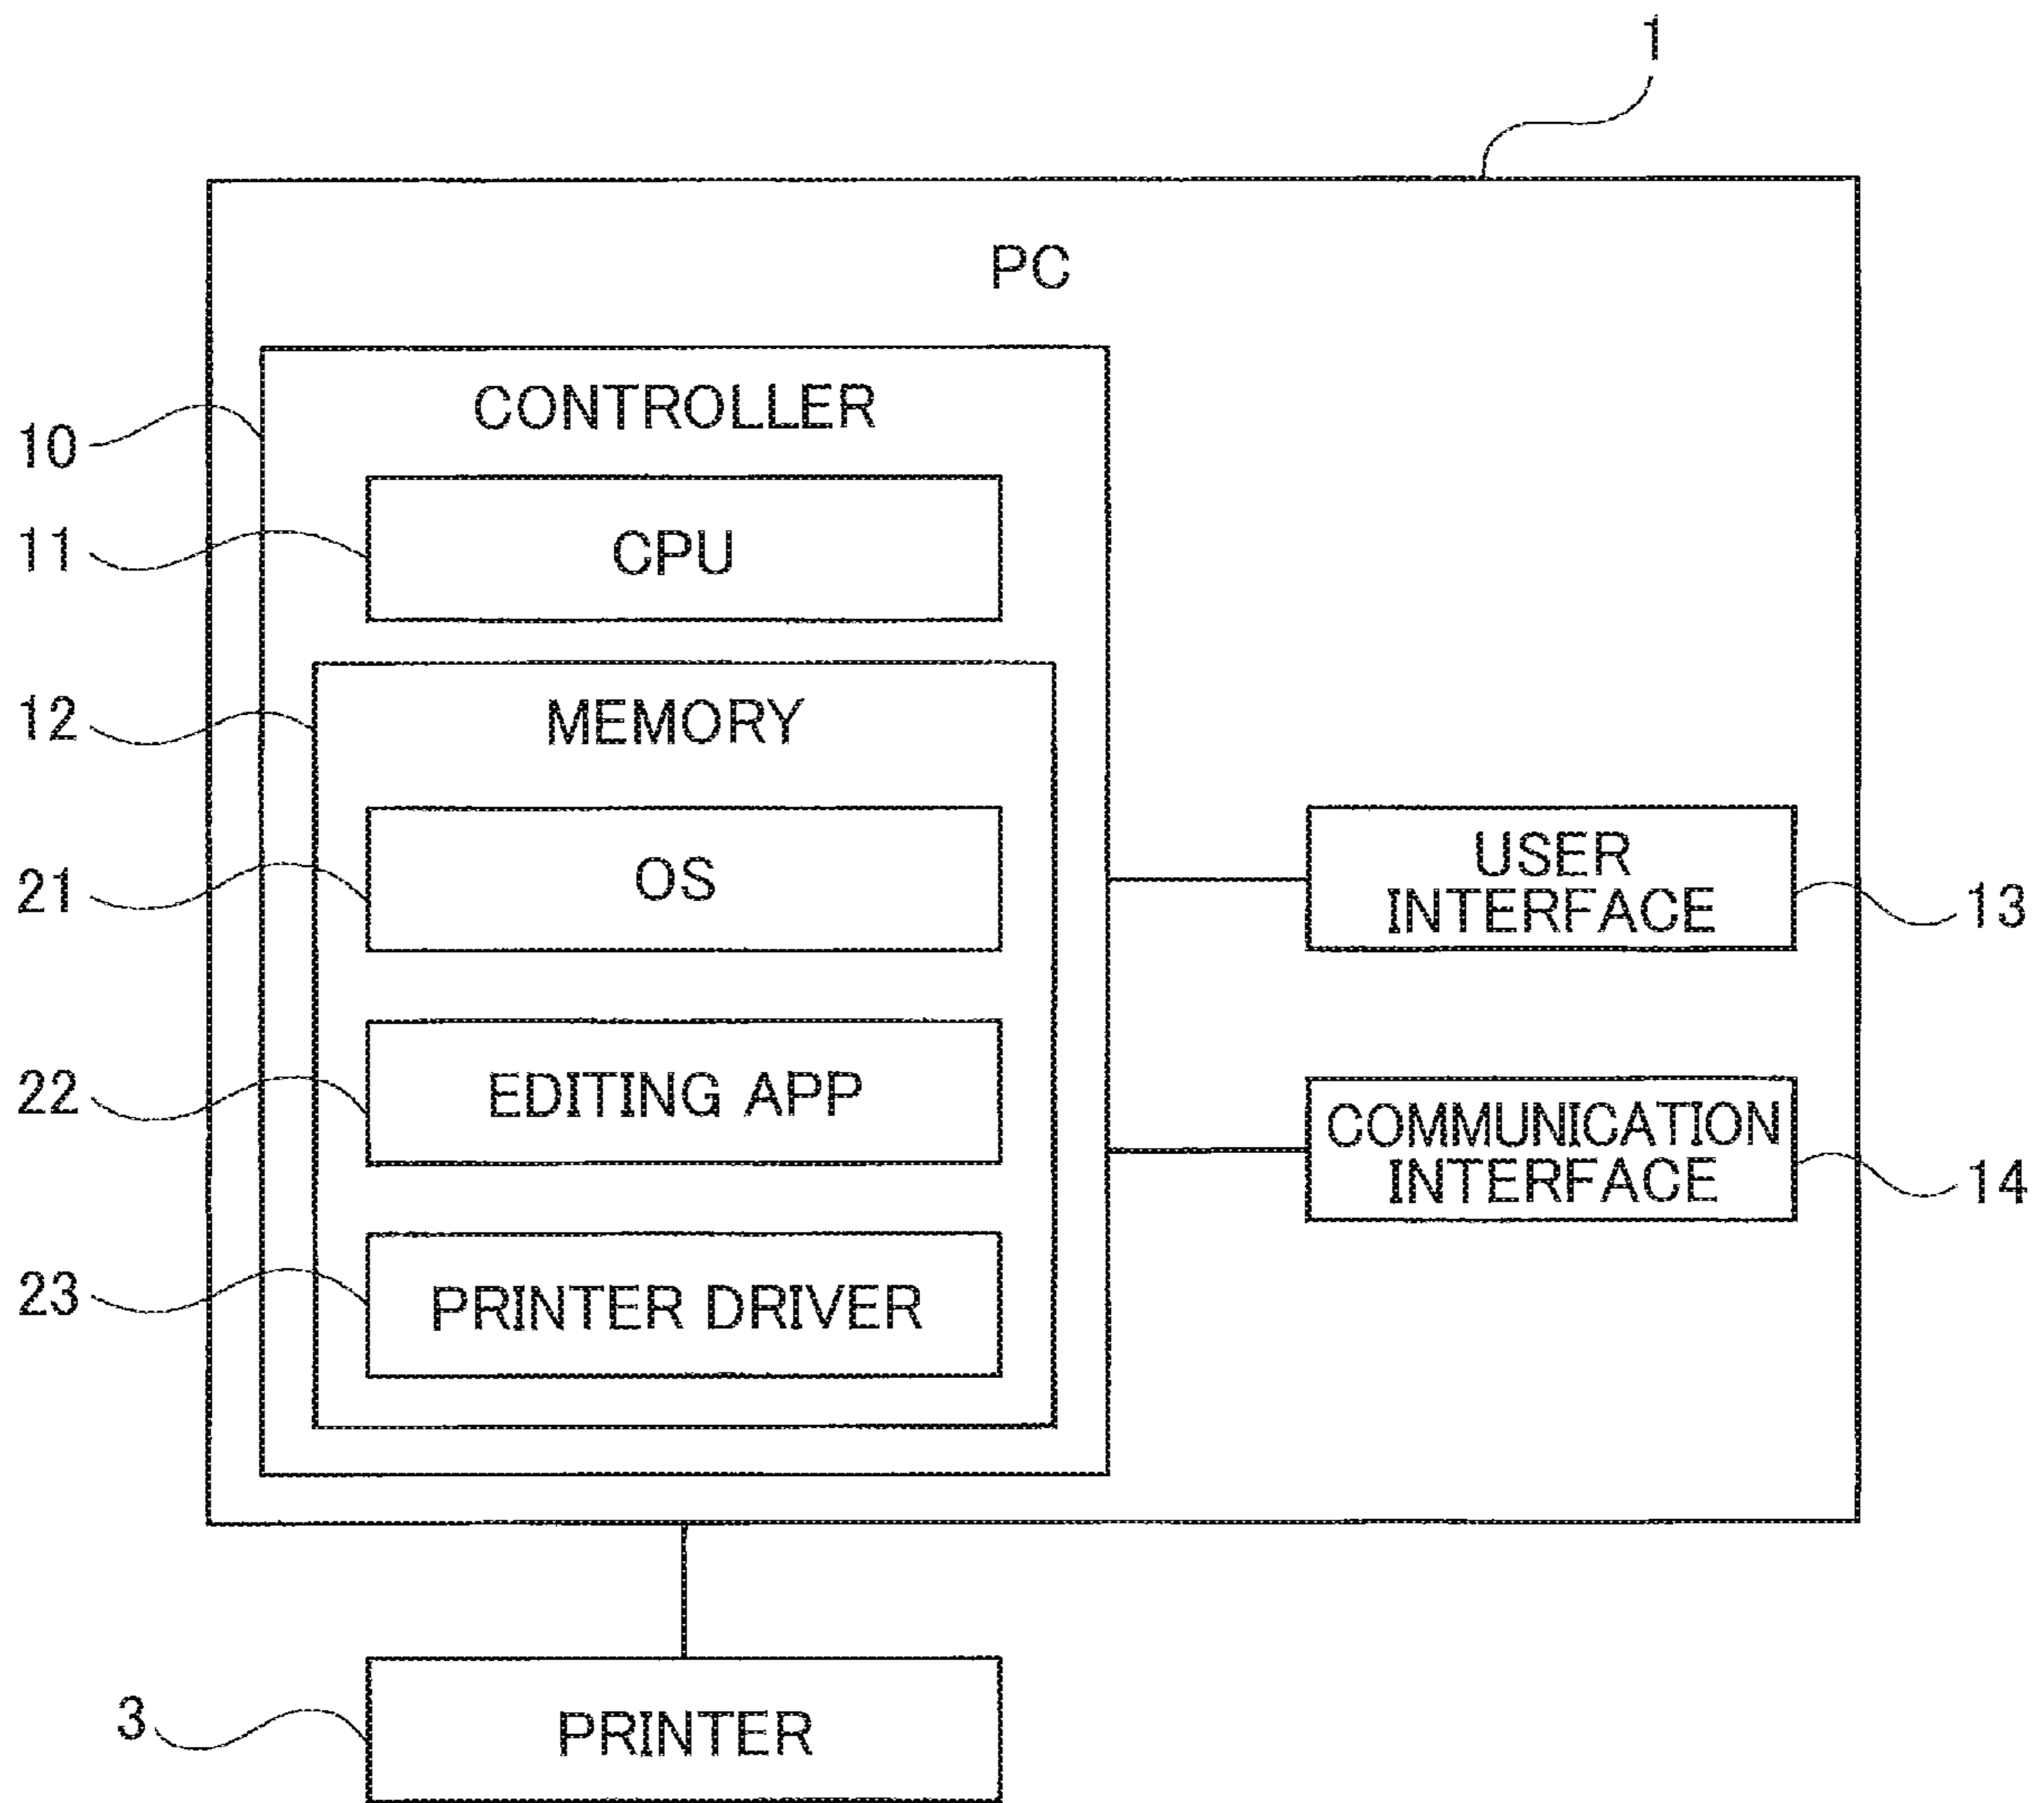 1
PC
CONTROLLER
10
CPU
11
MEMORY
12
OS
21
USER
INTERFACE
13
EDITING APP
22
COMMUNICATION
INTERFACE
14
PRINTER DRIVER
23
PRINTER
3